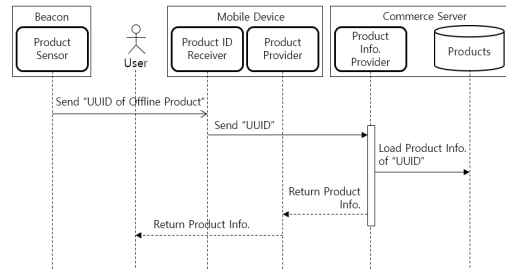 Beacon
Mobile Device
Commerce Server
Product
Sensor
User
Product ID
Receiver
Product
Provider
Product
Info.
Provider
Products
Send “UUID of Offline Product”
Send “UUID”
Load Product Info.
of “UUID”
Return Product
Info.
Return Product Info.